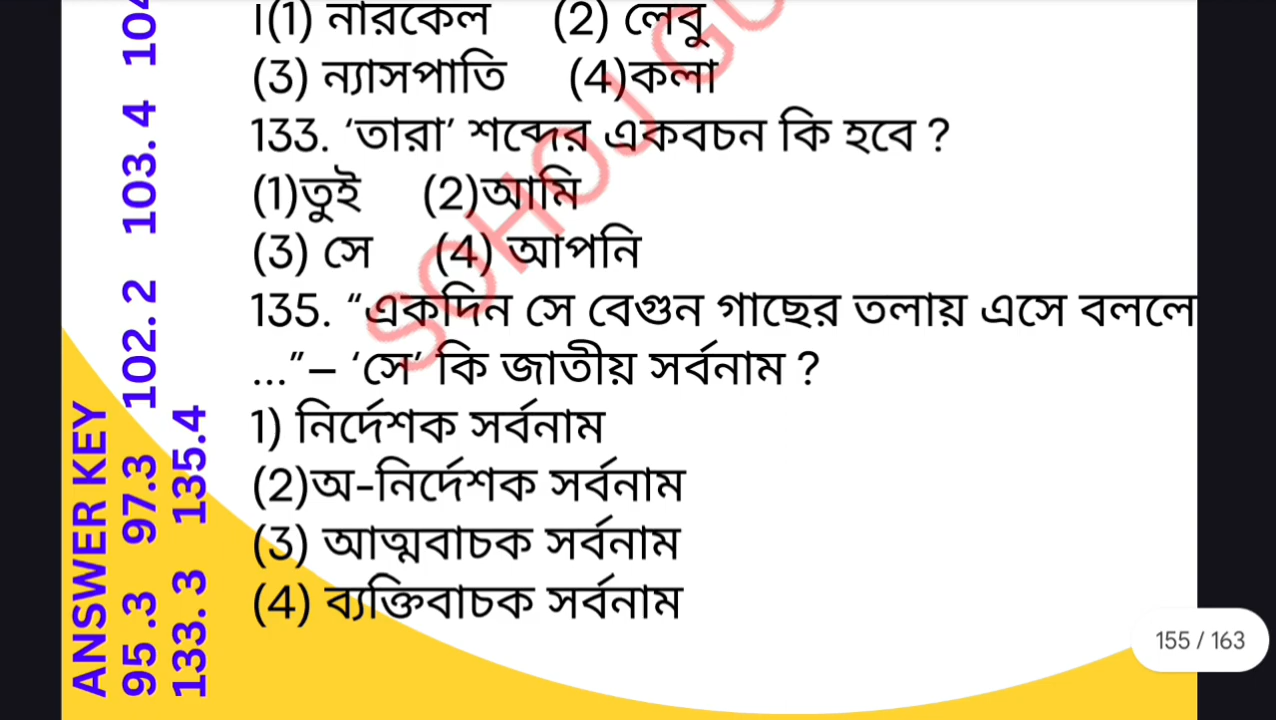 ।(1) নারকেল (2) লেবু
(3) ন্যাসপাতি (4)কলা
133. ‘তারা’ শব্দের একবচন কি হবে ?
(1)তুই (2)আমি
(3) সে (4) আপনি
135. “একদিন সে বেগুন গাছের তলায় এসে বললে
...”– ‘সে’ কি জাতীয় সর্বনাম ?
1) নির্দেশক সর্বনাম
(2)অ-নির্দেশক সর্বনাম
(3) আত্মবাচক সর্বনাম
(4) ব্যক্তিবাচক সর্বনাম
ANSWER KEY
95 .3 97.3 102. 2 103. 4 104
133. 3 135.4
SOHOJ GU
155 / 163